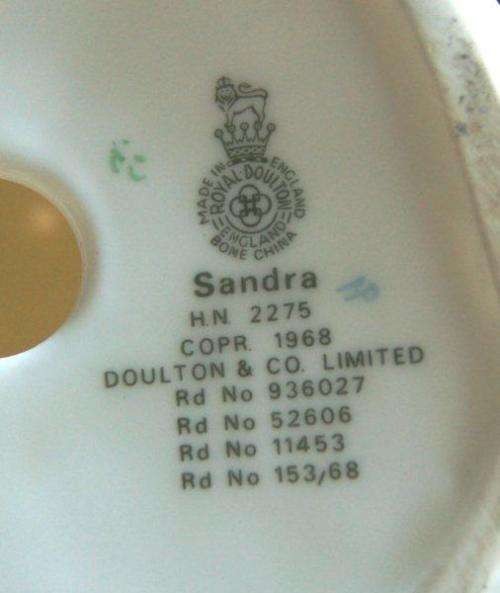 MADE IN ENGLAND
ROYAL DOULTON
ENGLAND
BONE CHINA
Sandra
H.N. 2275
COPR. 1968
DOULTON & CO. LIMITED
Rd No 936027
Rd No 52606
Rd No 11453
Rd No 153/68